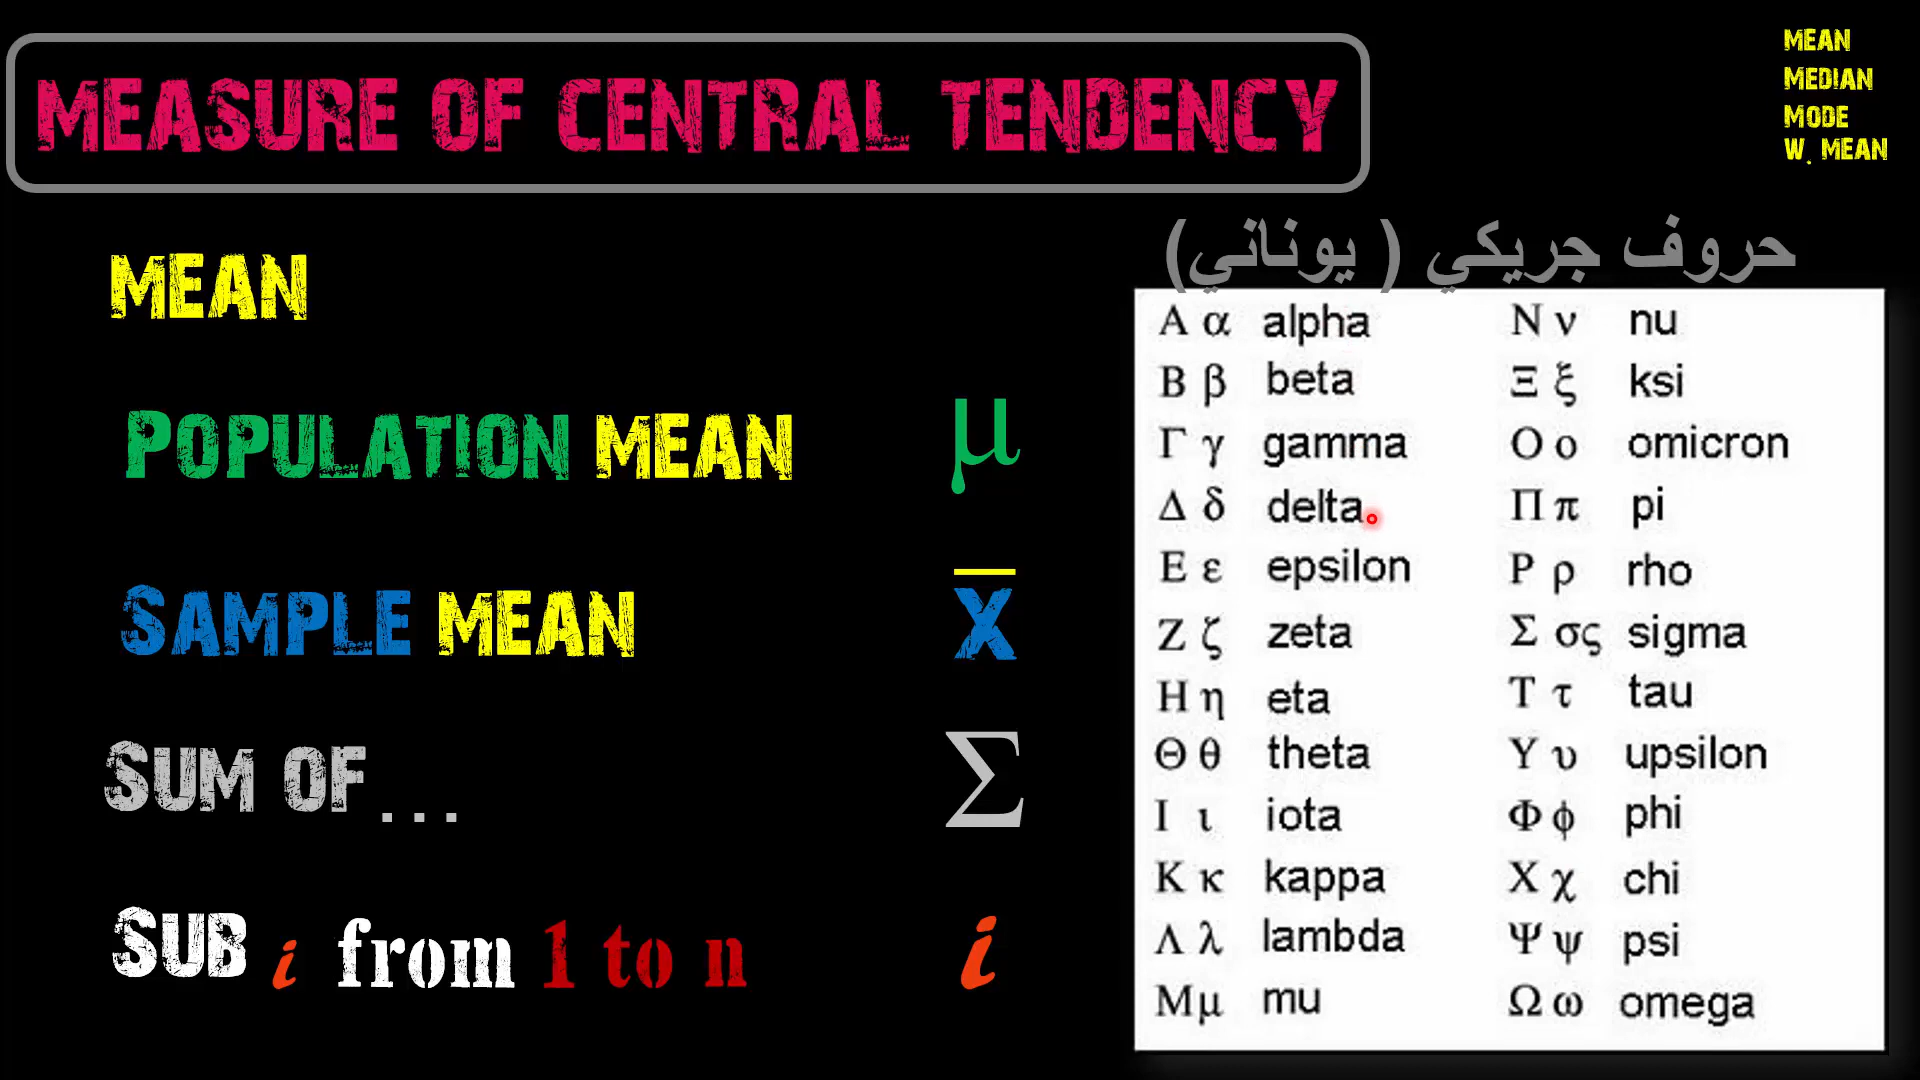 MEASURE OF CENTRAL TENDENCY
MEAN
MEDIAN
MODE
W. MEAN
حروف جريكي ( يوناني)
MEAN
POPULATION MEAN μ
SAMPLE MEAN x̄
SUM OF... Σ
SUB i from 1 to n i
Α α alpha Ν ν nu
Β β beta Ξ ξ ksi
Γ γ gamma Ο ο omicron
Δ δ delta Π π pi
Ε ε epsilon Ρ ρ rho
Ζ ζ zeta Σ σς sigma
Η η eta Τ τ tau
Θ θ theta Υ υ upsilon
Ι ι iota Φ ϕ phi
Κ κ kappa Χ χ chi
Λ λ lambda Ψ ψ psi
Μ μ mu Ω ω omega